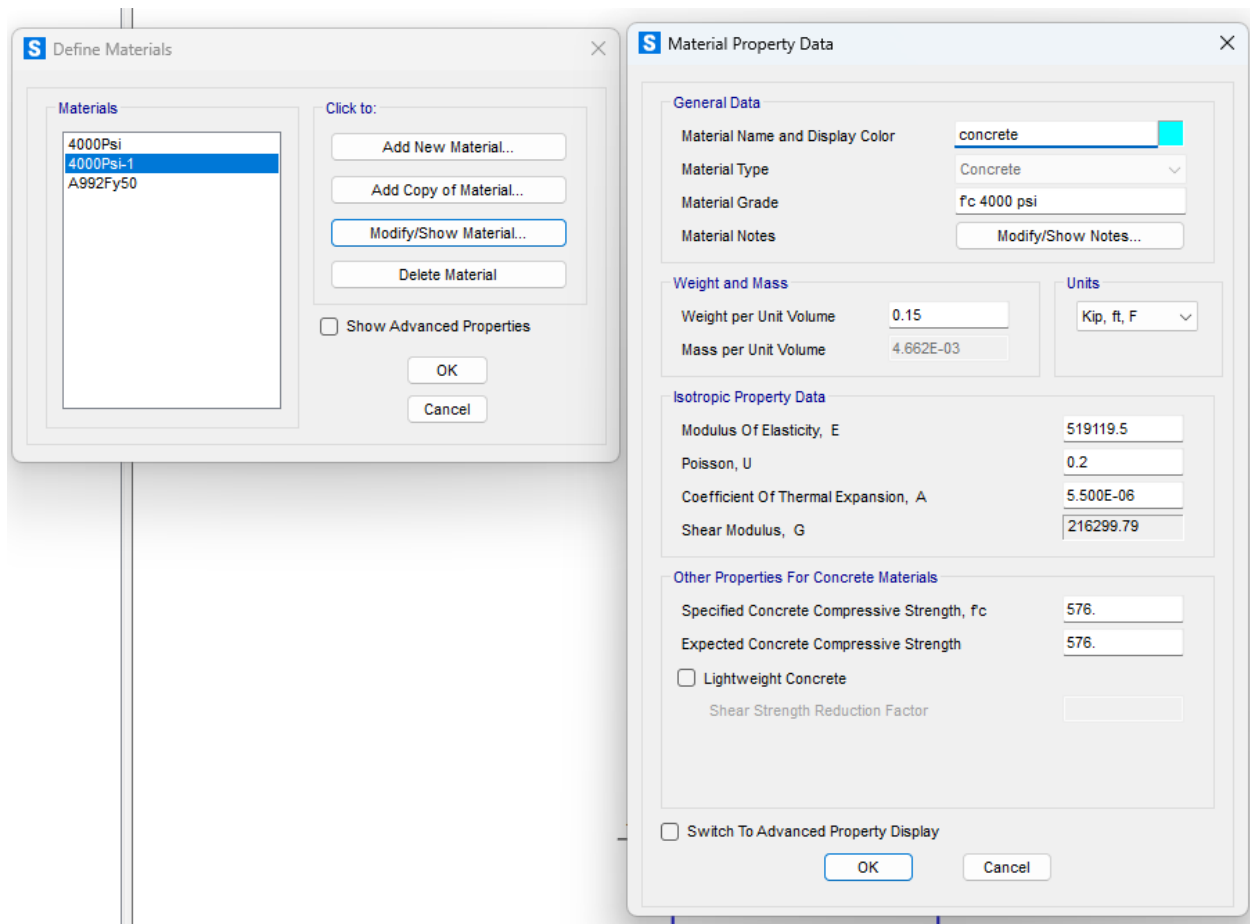 S Define Materials
Materials
4000Psi
4000Psi-1
A992Fy50
Click to:
Add New Material...
Add Copy of Material...
Modify/Show Material...
Delete Material
Show Advanced Properties
OK
Cancel
S Material Property Data
General Data
Material Name and Display Color concrete
Material Type Concrete
Material Grade f'c 4000 psi
Material Notes Modify/Show Notes...
Weight and Mass
Weight per Unit Volume 0.15
Mass per Unit Volume 4.662E-03
Units
Kip, ft, F
Isotropic Property Data
Modulus Of Elasticity, E 519119.5
Poisson, U 0.2
Coefficient Of Thermal Expansion, A 5.500E-06
Shear Modulus, G 216299.79
Other Properties For Concrete Materials
Specified Concrete Compressive Strength, f'c 576.
Expected Concrete Compressive Strength 576.
Lightweight Concrete
Shear Strength Reduction Factor
Switch To Advanced Property Display
OK Cancel